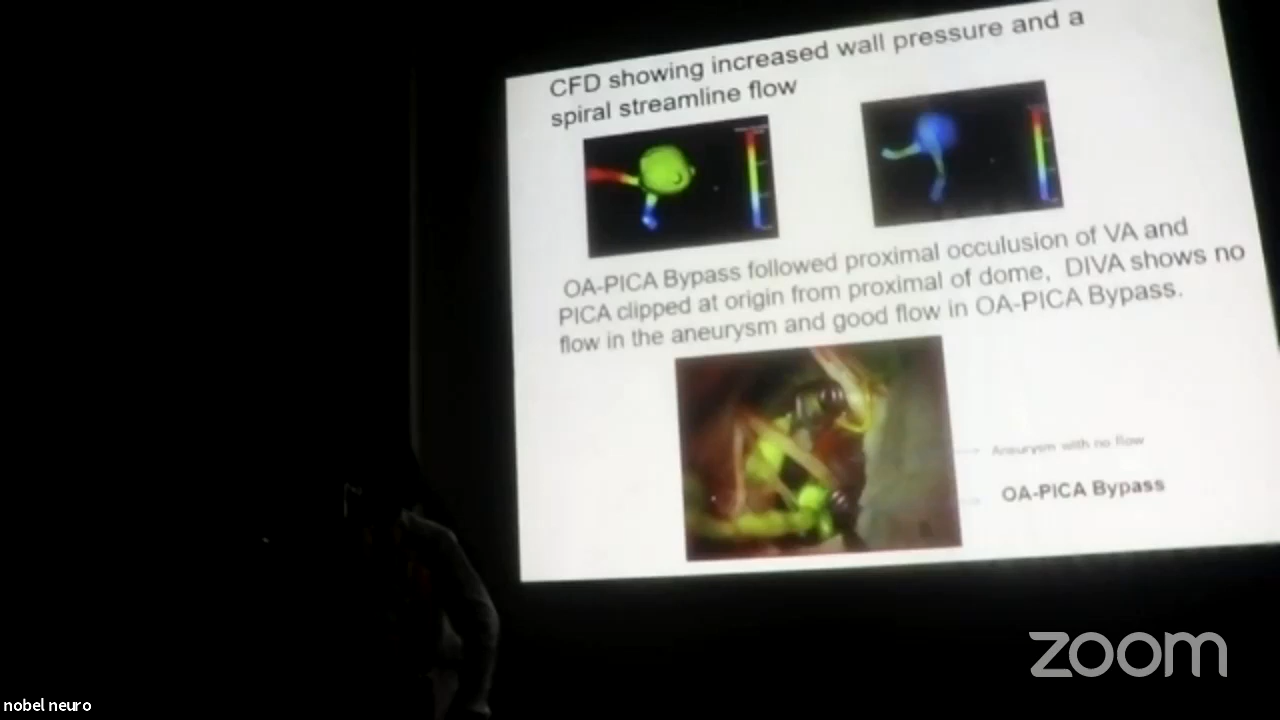 CFD showing increased wall pressure and a
spiral streamline flow
OA-PICA Bypass followed proximal occulusion of VA and
PICA clipped at origin from proximal of dome, DIVA shows no
flow in the aneurysm and good flow in OA-PICA Bypass.
Aneurysm with no flow
OA-PICA Bypass
zoom
nobel neuro